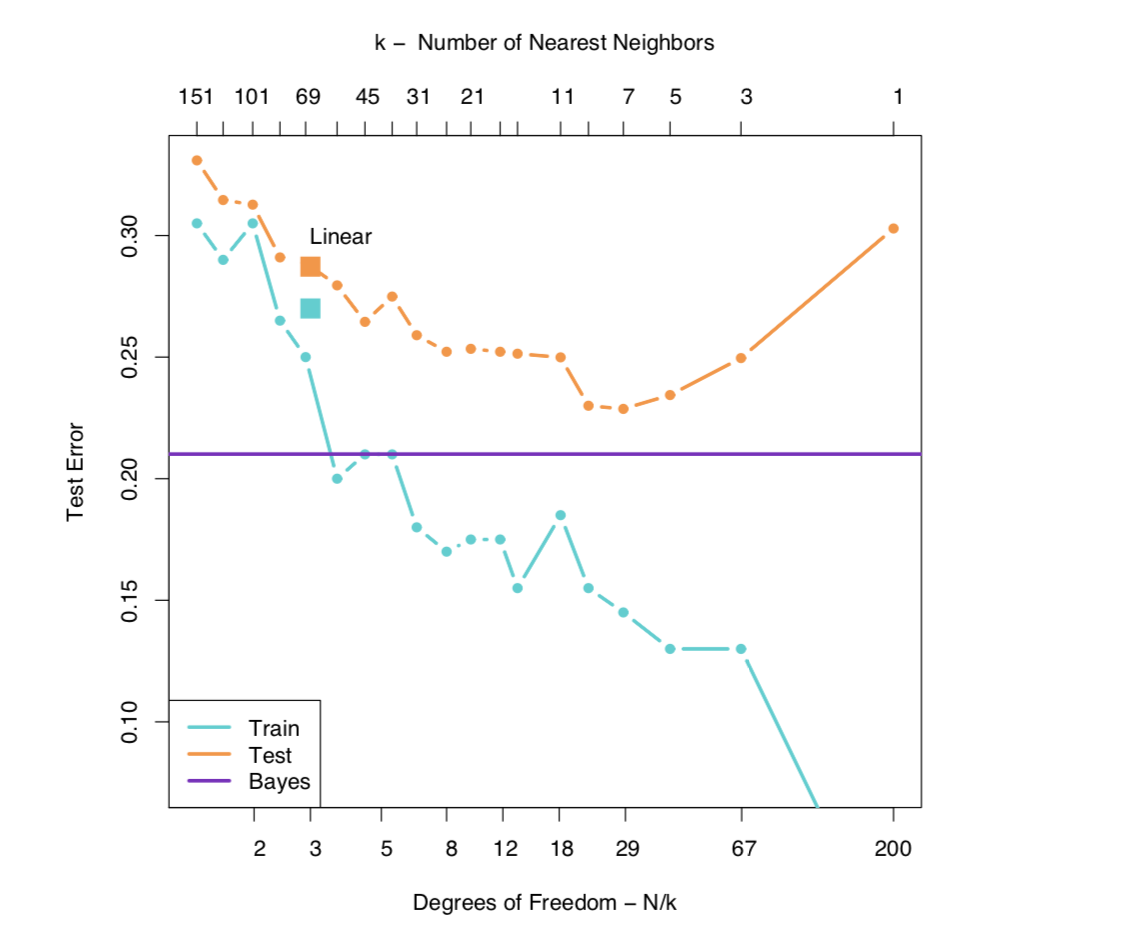 k – Number of Nearest Neighbors
151 101 69 45 31 21 11 7 5 3 1
Linear
0.30
0.25
0.20
0.15
0.10
Test Error
Train
Test
Bayes
2 3 5 8 12 18 29 67 200
Degrees of Freedom – N/k